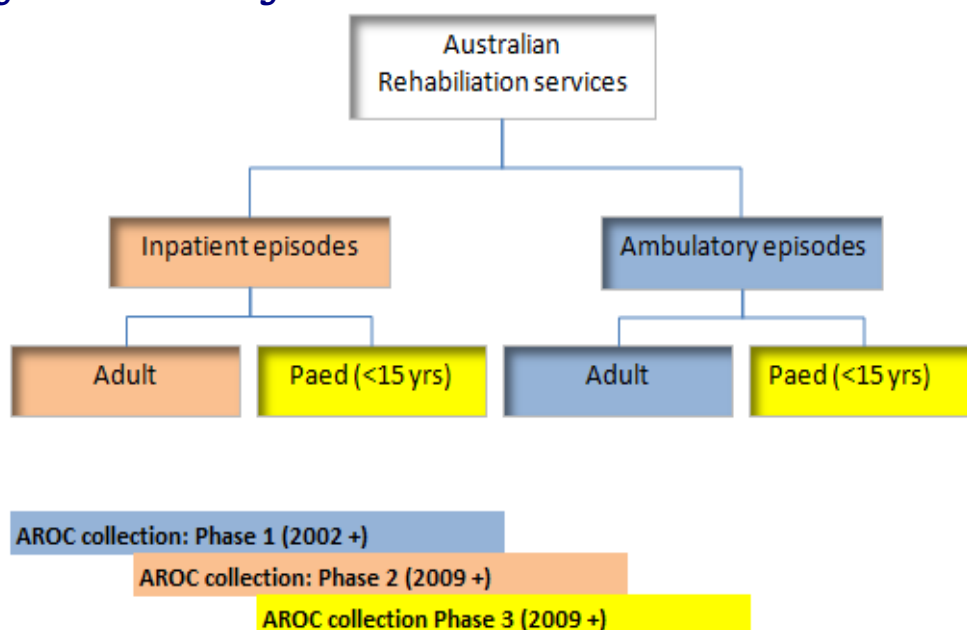 Australian
Rehabiliation services
Inpatient episodes
Ambulatory episodes
Adult
Paed (<15 yrs)
Adult
Paed (<15 yrs)
AROC collection: Phase 1 (2002 +)
AROC collection: Phase 2 (2009 +)
AROC collection Phase 3 (2009 +)